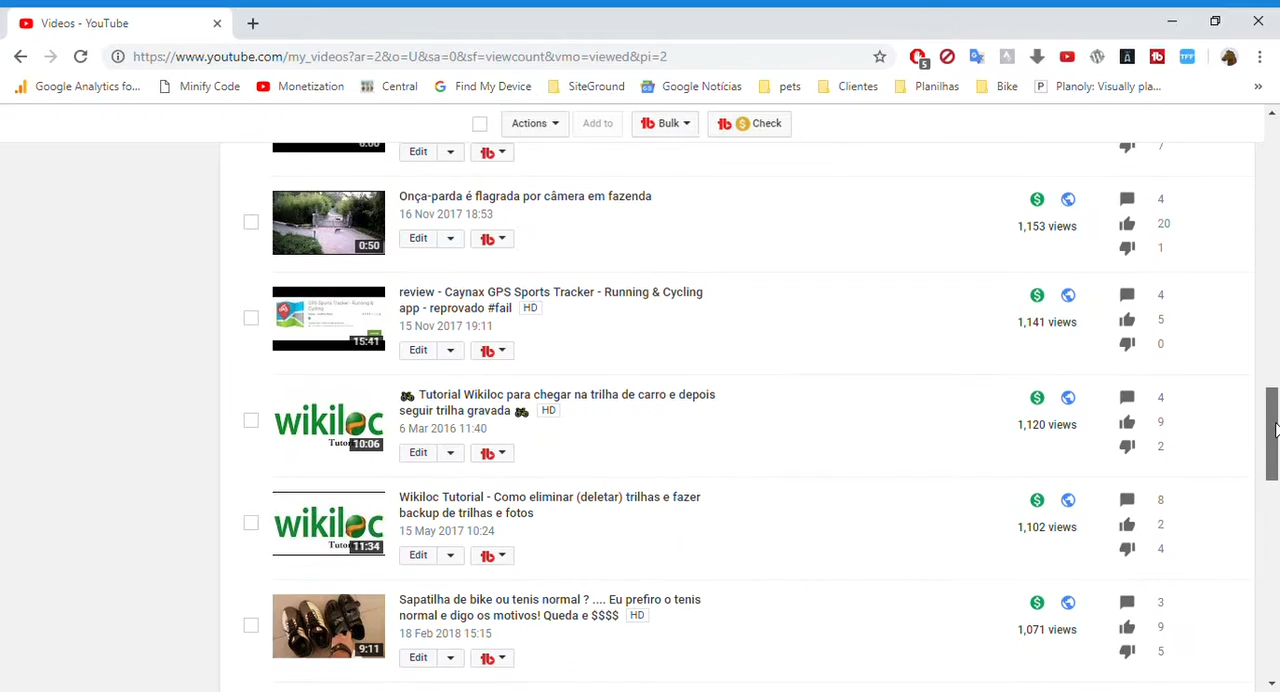 Videos - YouTube
https://www.youtube.com/my_videos?ar=2&o=U&sa=0&sf=viewcount&vmo=viewed&pi=2
5
Google Analytics fo...
Minify Code
Monetization
Central
Find My Device
SiteGround
Google Notícias
pets
Clientes
Planilhas
Bike
Planoly: Visually pla...
»
Actions
Add to
Bulk
Check
Edit
7
Onça-parda é flagrada por câmera em fazenda
16 Nov 2017 18:53
Edit
0:50
1,153 views
4
20
1
review - Caynax GPS Sports Tracker - Running & Cycling
app - reprovado #fail HD
15 Nov 2017 19:11
Edit
15:41
1,141 views
4
5
0
Tutorial Wikiloc para chegar na trilha de carro e depois
seguir trilha gravada HD
6 Mar 2016 11:40
Edit
wikiloc
10:06
1,120 views
4
9
2
Wikiloc Tutorial - Como eliminar (deletar) trilhas e fazer
backup de trilhas e fotos
15 May 2017 10:24
Edit
wikiloc
11:34
1,102 views
8
2
4
Sapatilha de bike ou tenis normal ? .... Eu prefiro o tenis
normal e digo os motivos! Queda e $$$$ HD
18 Feb 2018 15:15
Edit
9:11
1,071 views
3
9
5